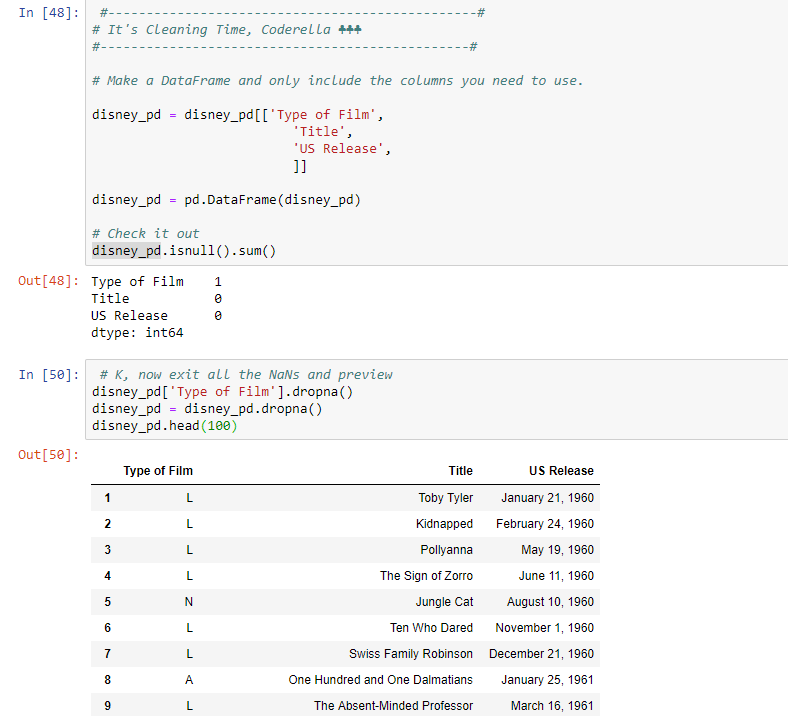 In [48]: #------------------------------------------------#
# It's Cleaning Time, Coderella ♣♣♣
#------------------------------------------------#
# Make a DataFrame and only include the columns you need to use.
disney_pd = disney_pd[['Type of Film',
'Title',
'US Release',
]]
disney_pd = pd.DataFrame(disney_pd)
# Check it out
disney_pd.isnull().sum()
Out[48]: Type of Film 1
Title 0
US Release 0
dtype: int64
In [50]: # K, now exit all the NaNs and preview
disney_pd['Type of Film'].dropna()
disney_pd = disney_pd.dropna()
disney_pd.head(100)
Out[50]:
Type of Film Title US Release
1 L Toby Tyler January 21, 1960
2 L Kidnapped February 24, 1960
3 L Pollyanna May 19, 1960
4 L The Sign of Zorro June 11, 1960
5 N Jungle Cat August 10, 1960
6 L Ten Who Dared November 1, 1960
7 L Swiss Family Robinson December 21, 1960
8 A One Hundred and One Dalmatians January 25, 1961
9 L The Absent-Minded Professor March 16, 1961